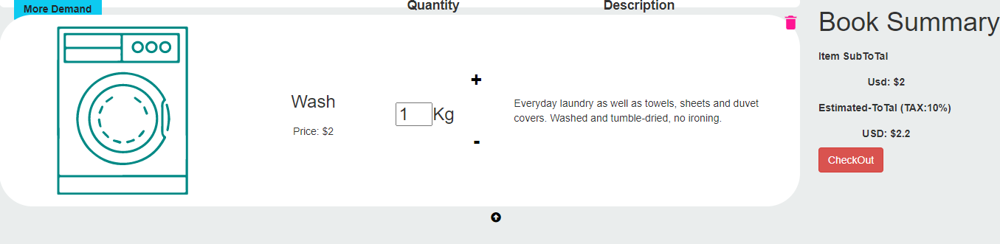 More Demand
Quantity
Description
Wash
Price: $2
1 Kg
+
-
Everyday laundry as well as towels, sheets and duvet
covers. Washed and tumble-dried, no ironing.
Book Summary
Item SubToTal
Usd: $2
Estimated-ToTal (TAX:10%)
USD: $2.2
CheckOut